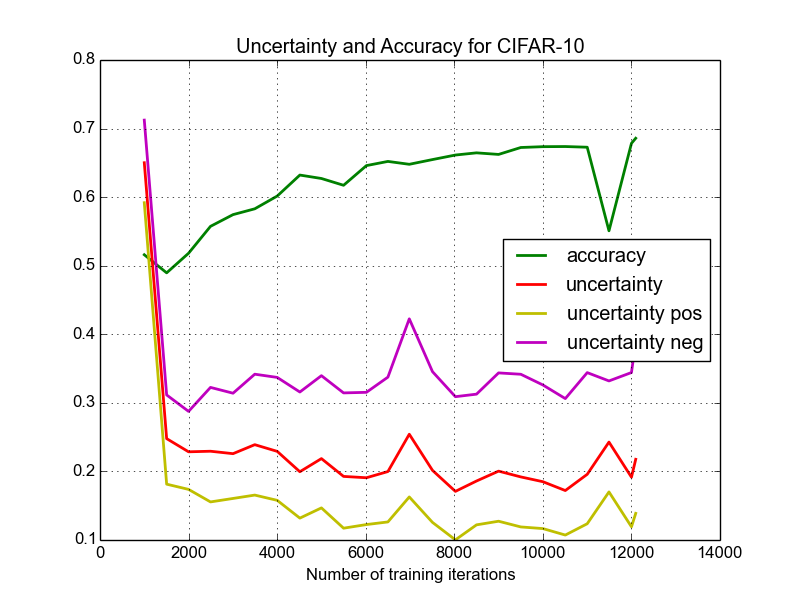 Uncertainty and Accuracy for CIFAR-10
0.8
0.7
0.6
0.5
0.4
0.3
0.2
0.1
accuracy
uncertainty
uncertainty pos
uncertainty neg
0 2000 4000 6000 8000 10000 12000 14000
Number of training iterations